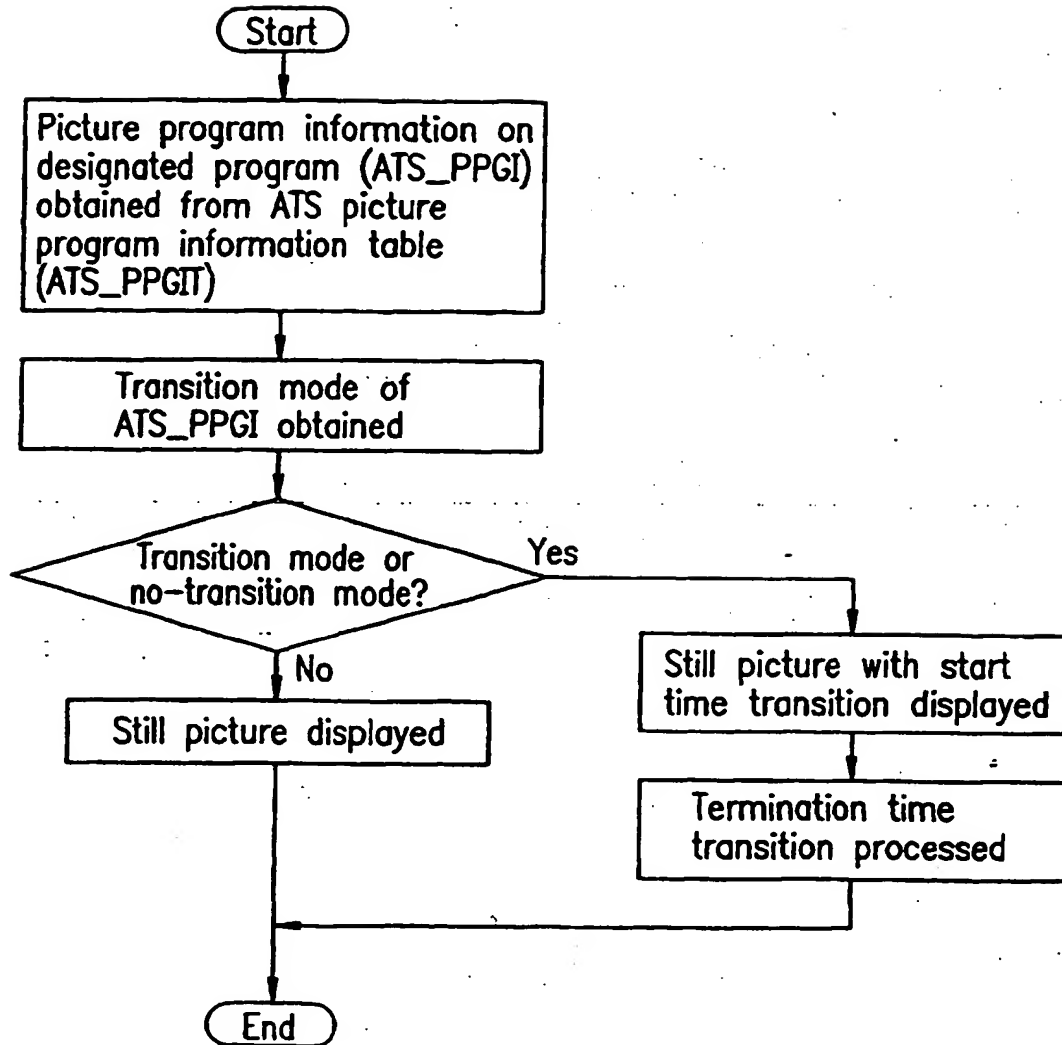 Start
Picture program information on
designated program (ATS_PPGI)
obtained from ATS picture
program information table
(ATS_PPGIT)
Transition mode of
ATS_PPGI obtained
Transition mode or
no-transition mode?
Yes
No
Still picture displayed
Still picture with start
time transition displayed
Termination time
transition processed
End